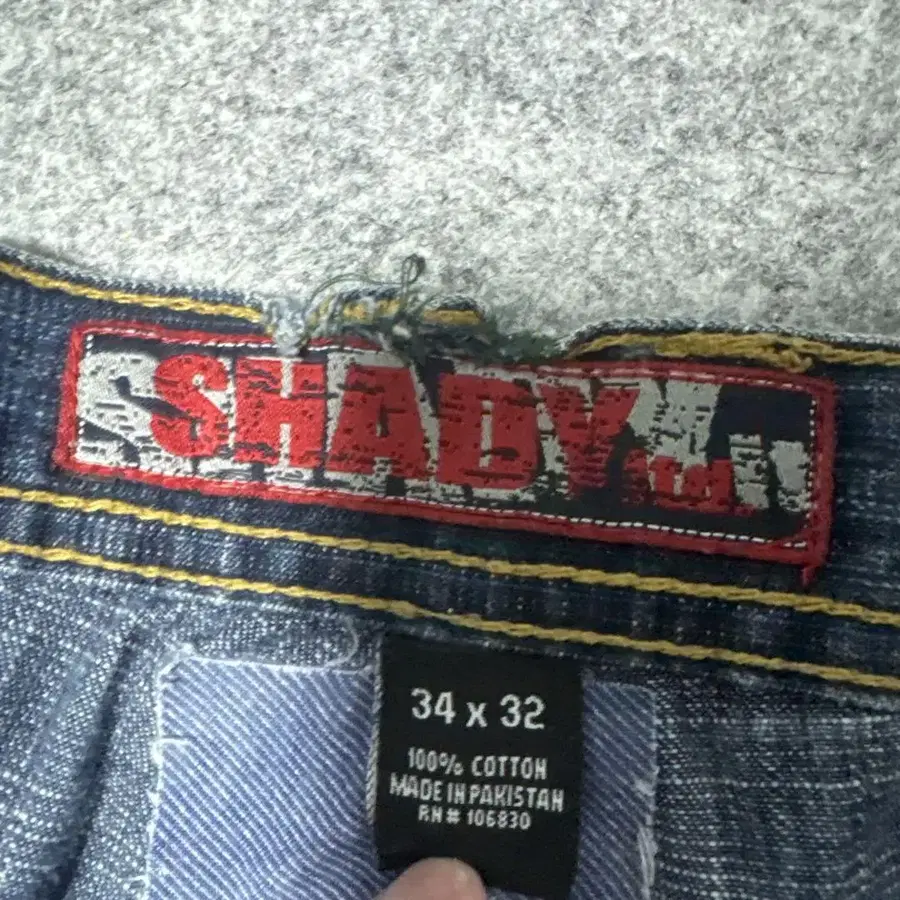 SHADY
34 x 32
100% COTTON
MADE IN PAKISTAN
RN# 106830